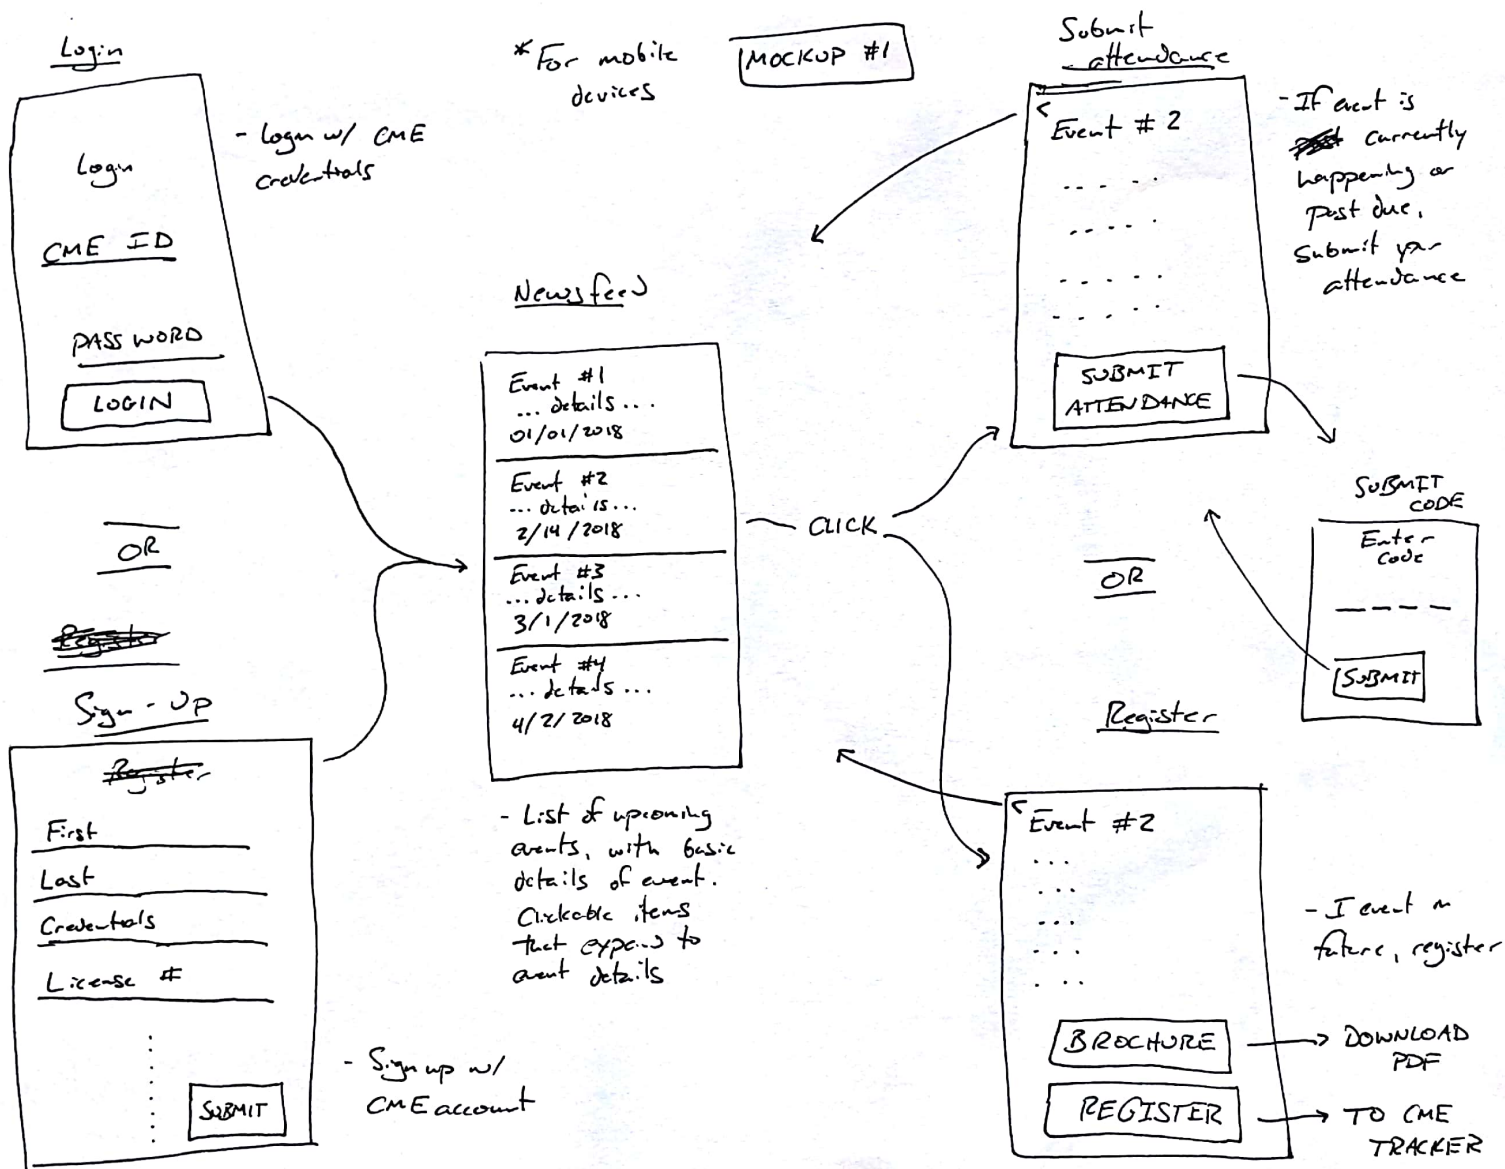 Login
* For mobile
devices
MOCKUP #1
Submit
attendance
Login
CME ID
PASSWORD
LOGIN
- Login w/ CME
credentials
OR
Register
Sign-Up
Register
First
Last
Credentials
License #
SUBMIT
- Sign up w/
CME account
Newsfeed
Event #1
... details ...
01/01/2018
Event #2
... details ...
2/14/2018
Event #3
... details ...
3/1/2018
Event #4
... details ...
4/2/2018
- List of upcoming
events, with basic
details of event.
Clickable items
that expand to
event details
CLICK
<
Event #2
SUBMIT
ATTENDANCE
- If event is
currently
happening or
past due,
submit your
attendance
SUBMIT
CODE
Enter
Code
SUBMIT
OR
Register
<
Event #2
BROCHURE
REGISTER
- I event in
future, register
DOWNLOAD
PDF
TO CME
TRACKER